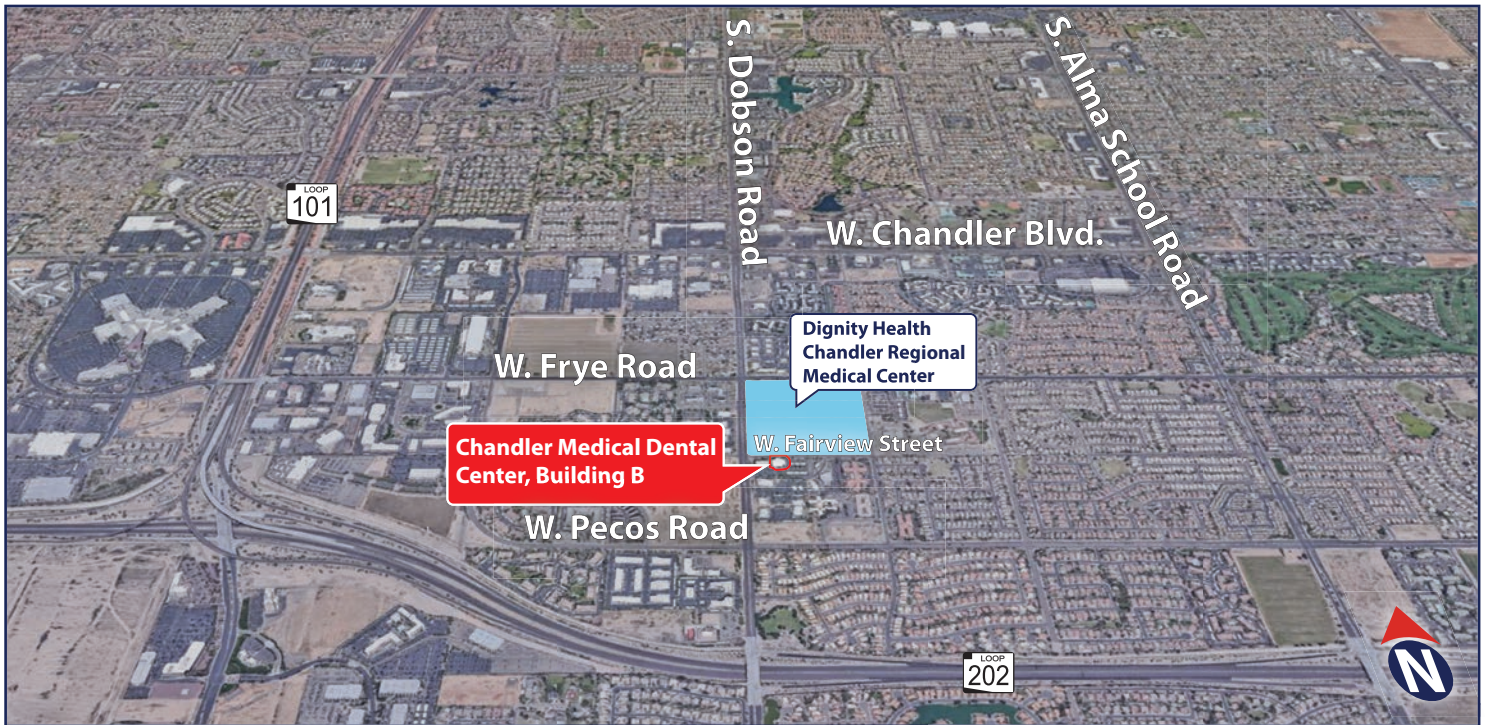 S. Dobson Road
S. Alma School Road
LOOP
101
W. Chandler Blvd.
Dignity Health
Chandler Regional
Medical Center
W. Frye Road
W. Fairview Street
Chandler Medical Dental
Center, Building B
W. Pecos Road
LOOP
202
N